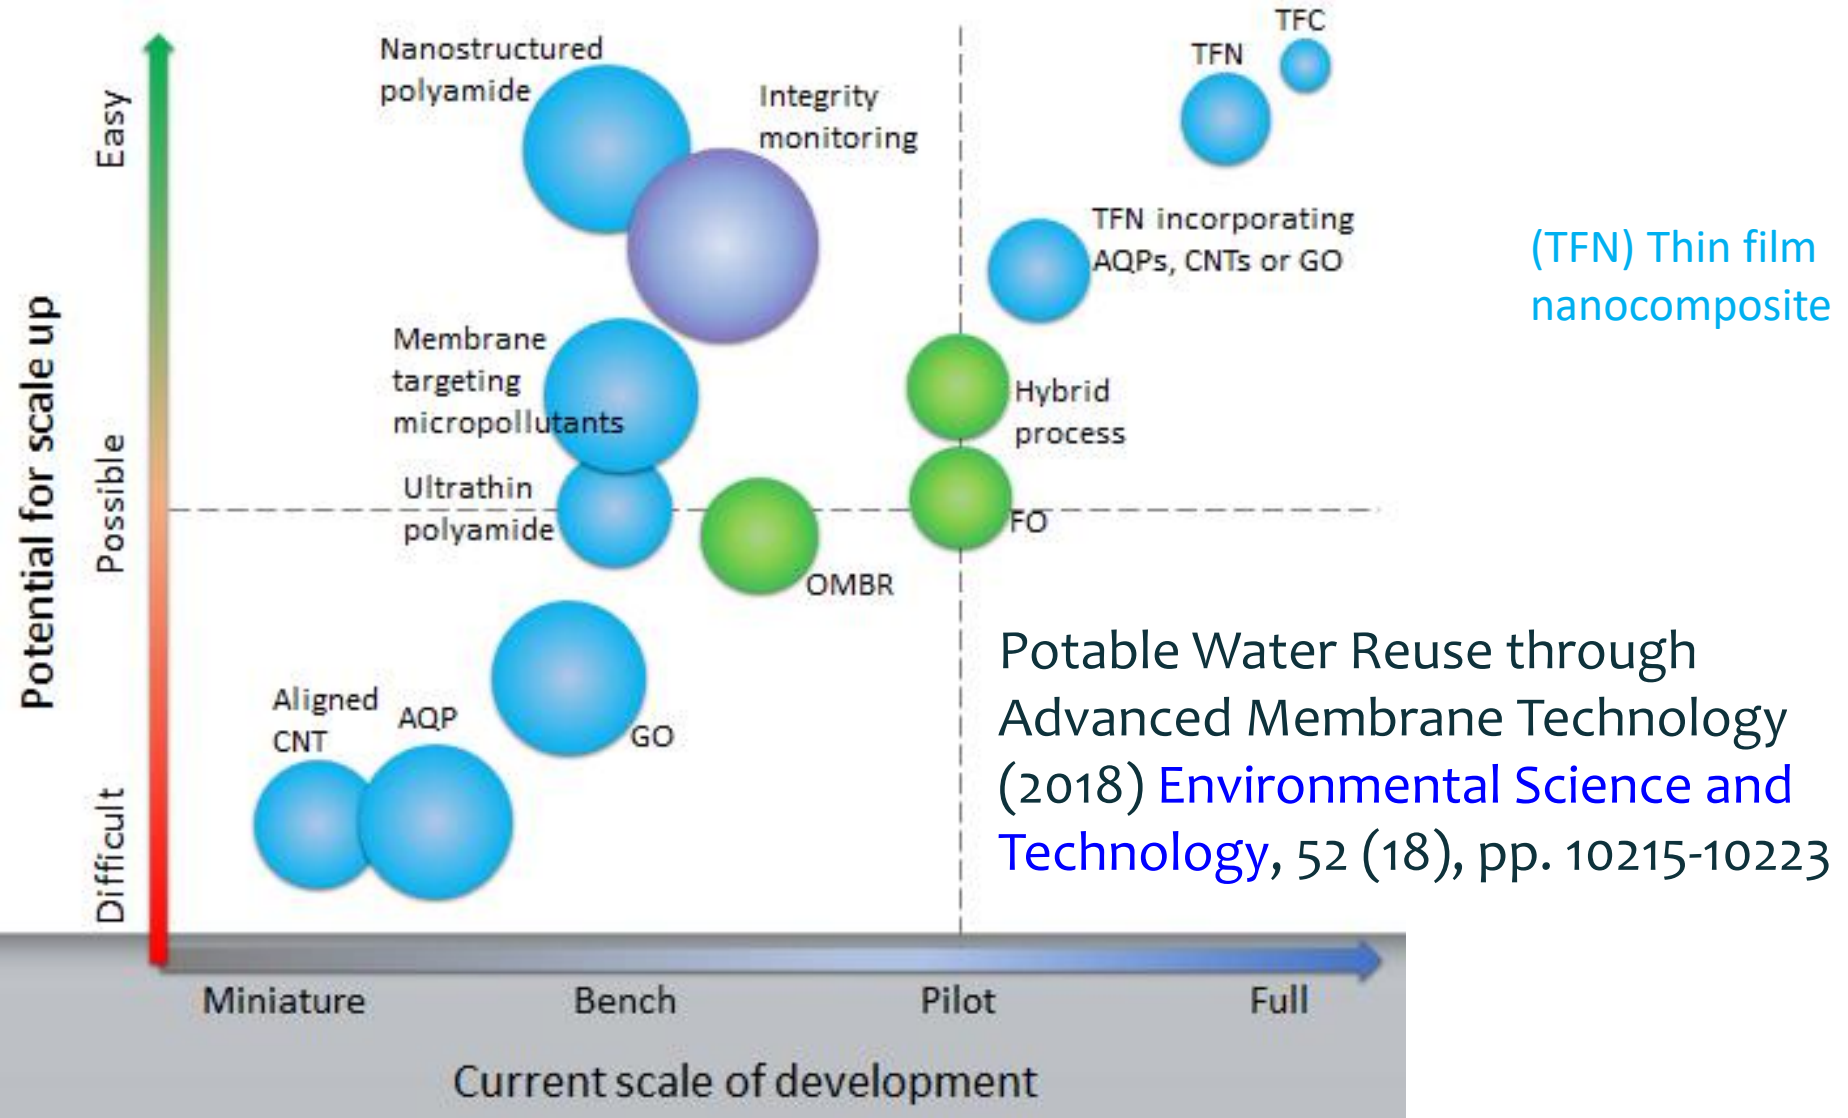 TFC
TFN
Nanostructured
polyamide
Integrity
monitoring
Easy
TFN incorporating
AQPs, CNTs or GO
(TFN) Thin film
nanocomposite
Membrane
targeting
micropollutants
Hybrid
process
Potential for scale up
Possible
Ultrathin
polyamide
FO
OMBR
Aligned
CNT
AQP
GO
Difficult
Potable Water Reuse through
Advanced Membrane Technology
(2018) Environmental Science and
Technology, 52 (18), pp. 10215-10223
Miniature
Bench
Pilot
Full
Current scale of development